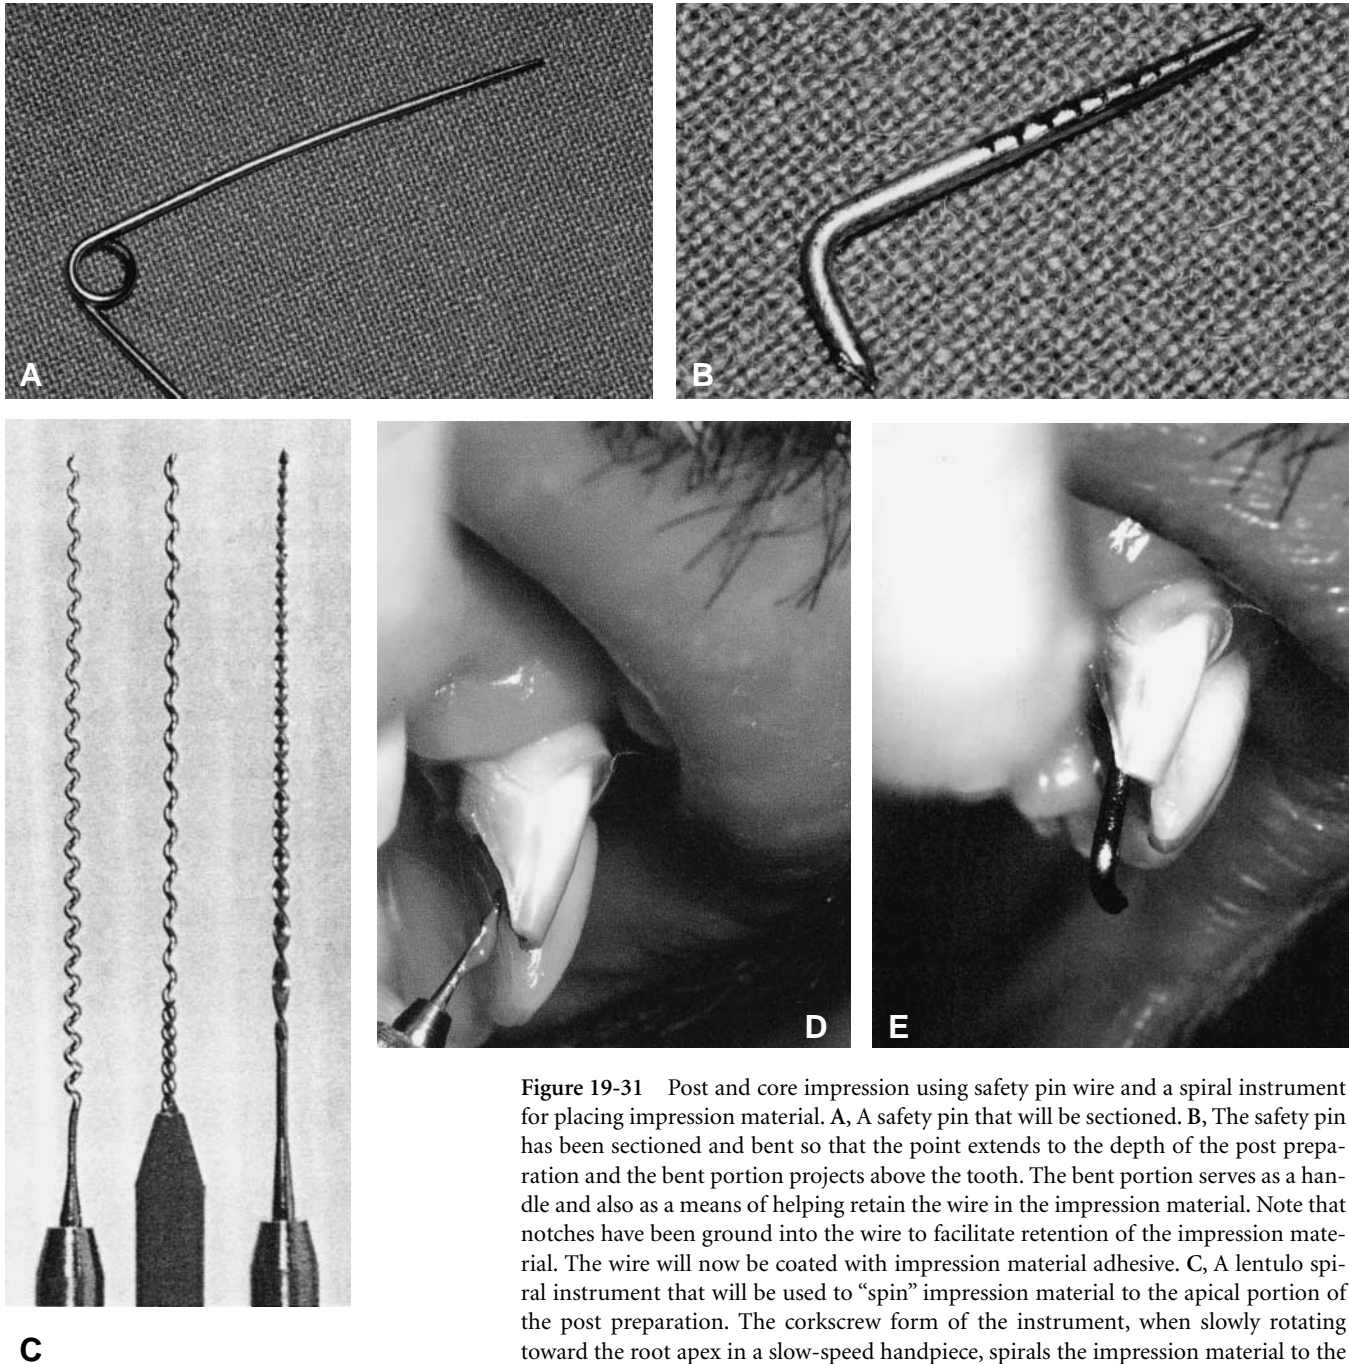 A
B
C
D
E
Figure 19-31 Post and core impression using safety pin wire and a spiral instrument
for placing impression material. A, A safety pin that will be sectioned. B, The safety pin
has been sectioned and bent so that the point extends to the depth of the post prepa-
ration and the bent portion projects above the tooth. The bent portion serves as a han-
dle and also as a means of helping retain the wire in the impression material. Note that
notches have been ground into the wire to facilitate retention of the impression mate-
rial. The wire will now be coated with impression material adhesive. C, A lentulo spi-
ral instrument that will be used to “spin” impression material to the apical portion of
the post preparation. The corkscrew form of the instrument, when slowly rotating
toward the root apex in a slow-speed handpiece, spirals the impression material to the